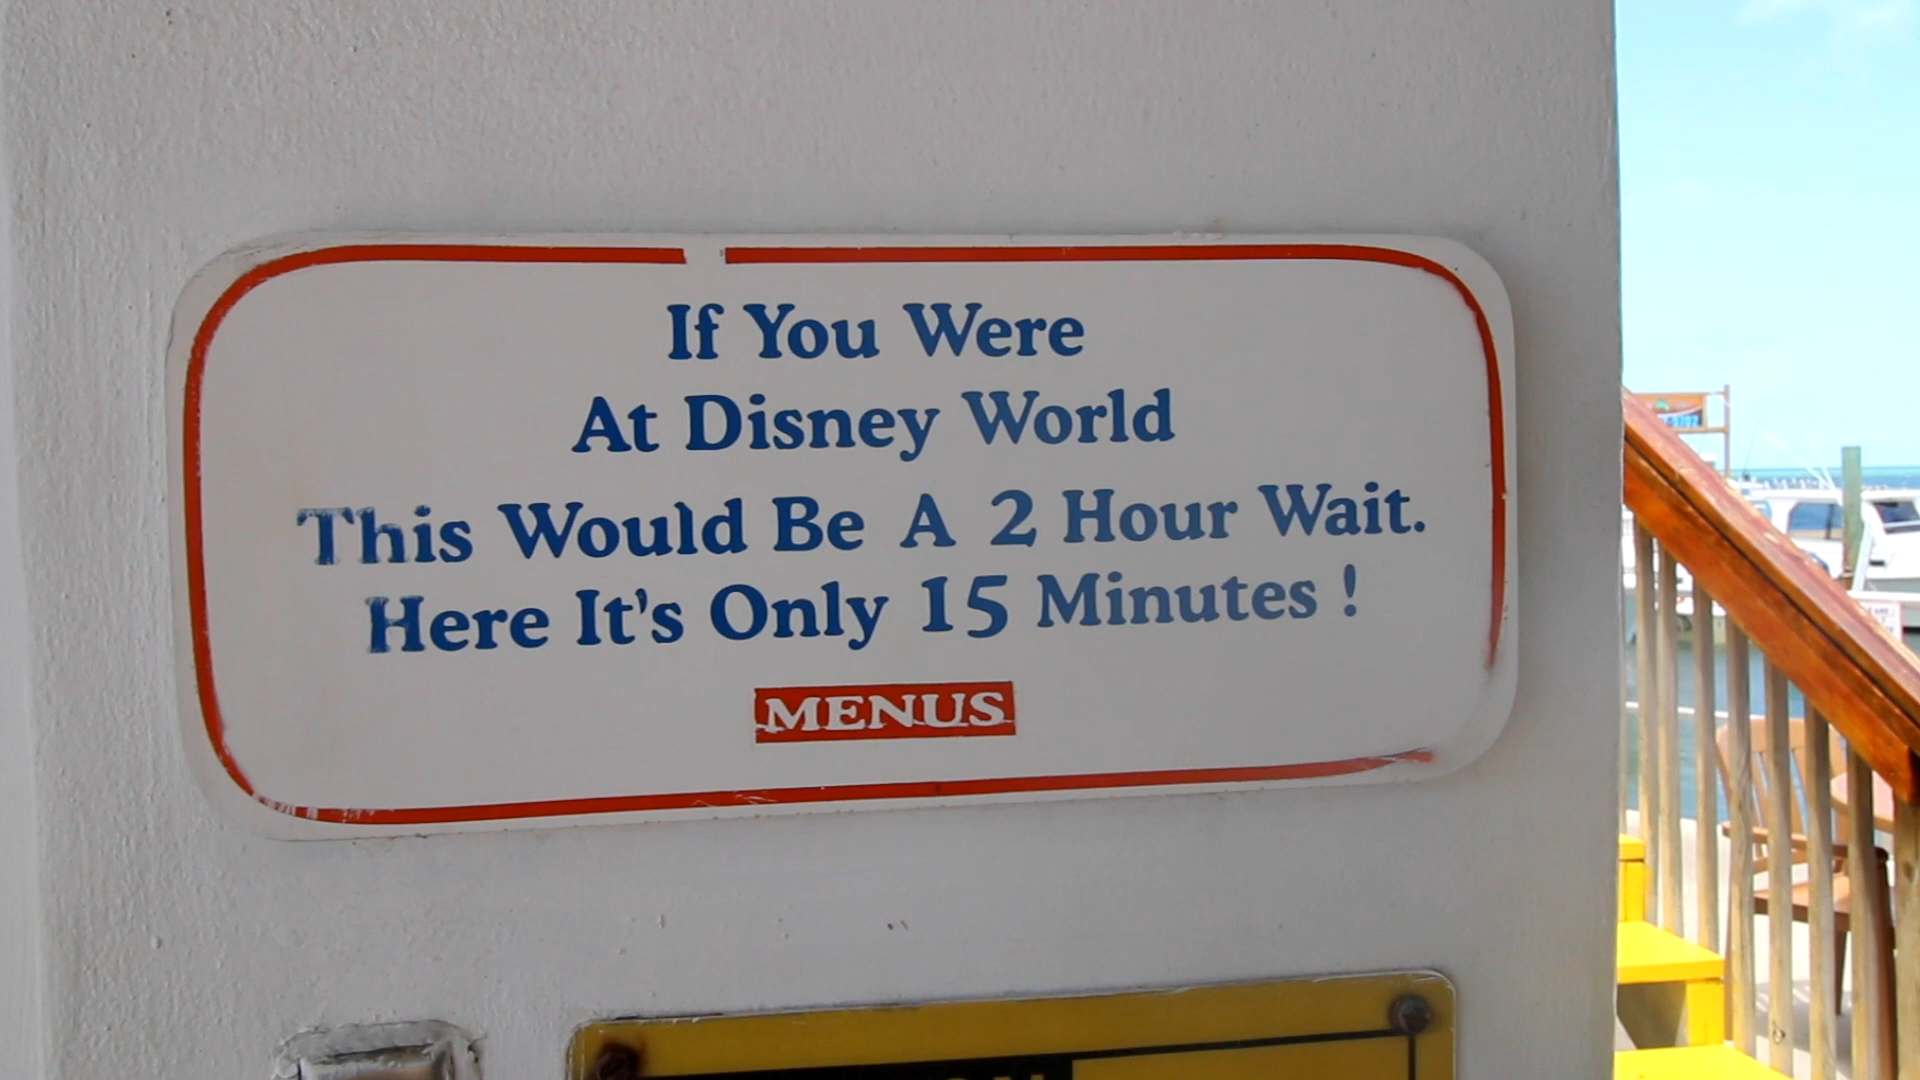 If You Were
At Disney World
This Would Be A 2 Hour Wait.
Here It's Only 15 Minutes !
MENUS